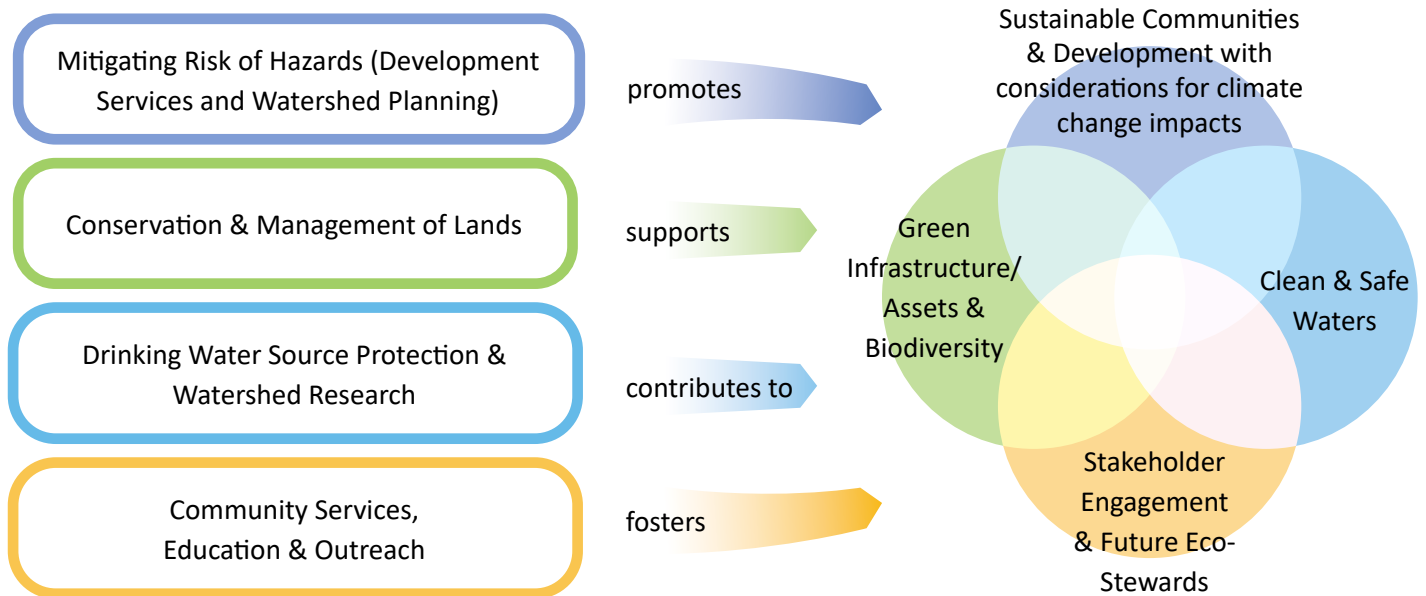 Mitigating Risk of Hazards (Development
Services and Watershed Planning)
promotes
Sustainable Communities
& Development with
considerations for climate
change impacts
Conservation & Management of Lands
supports
Green
Infrastructure/
Assets &
Biodiversity
Drinking Water Source Protection &
Watershed Research
contributes to
Clean & Safe
Waters
Community Services,
Education & Outreach
fosters
Stakeholder
Engagement
& Future Eco-
Stewards